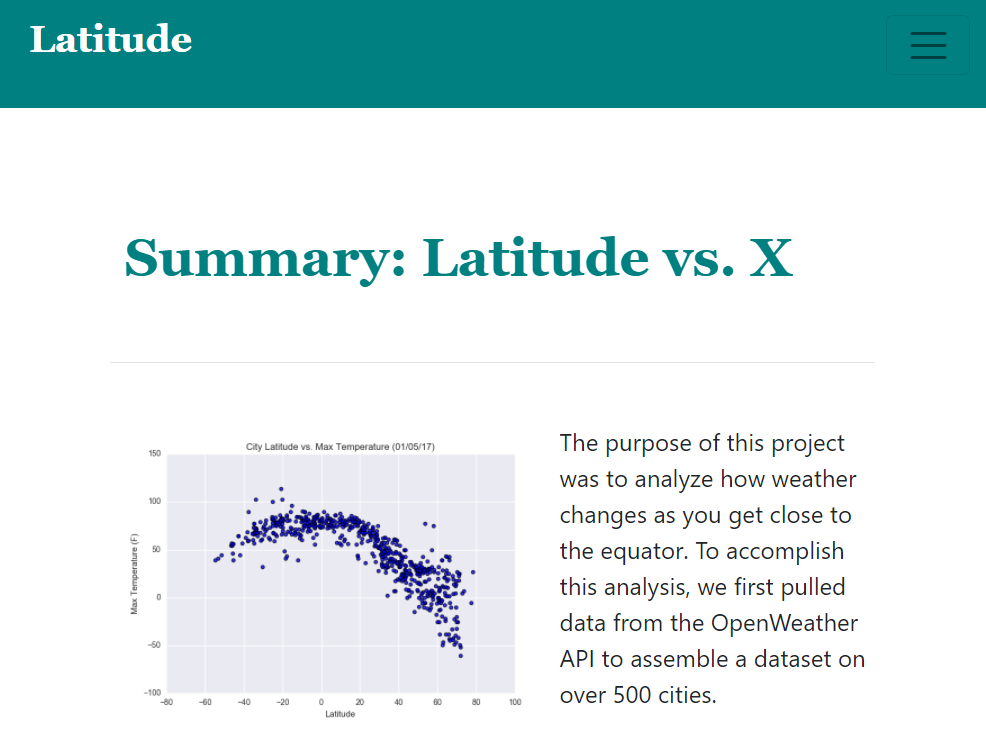 Latitude
Summary: Latitude vs. X
City Latitude vs. Max Temperature (01/05/17)
150
100
50
0
−50
−100
Max Temperature (F)
−80 −60 −40 −20 0 20 40 60 80 100
Latitude
The purpose of this project
was to analyze how weather
changes as you get close to
the equator. To accomplish
this analysis, we first pulled
data from the OpenWeather
API to assemble a dataset on
over 500 cities.